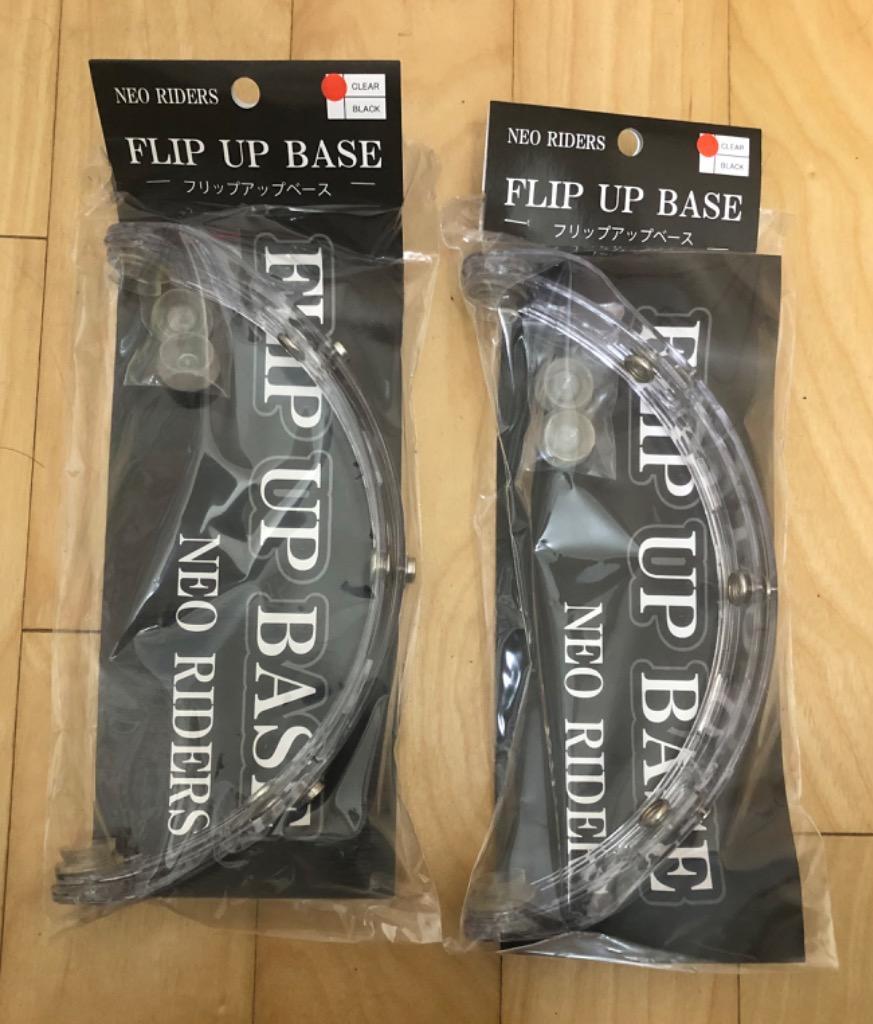 NEO RIDERS
CLEAR
BLACK
FLIP UP BASE
フリップアップベース
FLIP UP BASE
NEO RIDERS
NEO RIDERS
CLEAR
BLACK
FLIP UP BASE
フリップアップベース
FLIP UP BASE
NEO RIDER